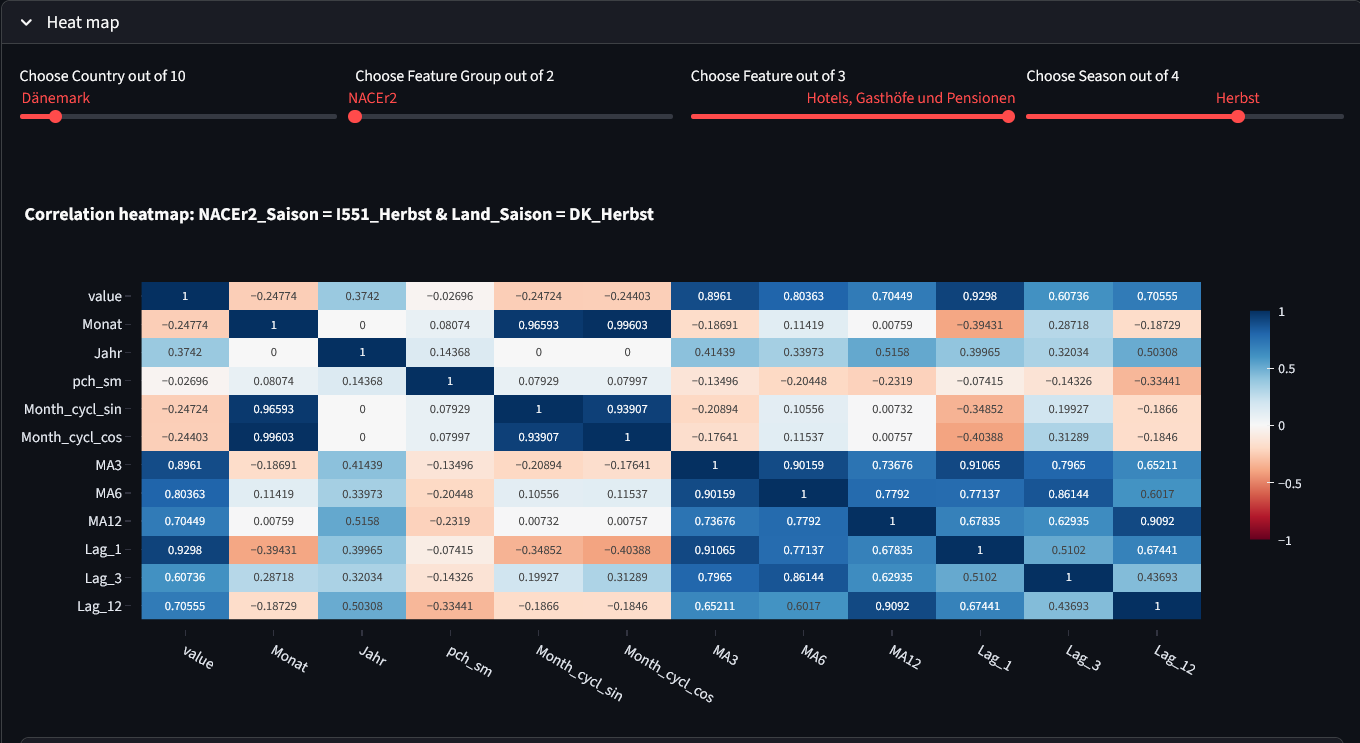 Heat map
Choose Country out of 10 Choose Feature Group out of 2 Choose Feature out of 3 Choose Season out of 4
Dänemark NACEr2 Hotels, Gasthöfe und Pensionen Herbst
Correlation heatmap: NACEr2_Saison = I551_Herbst & Land_Saison = DK_Herbst
value 1 −0.24774 0.3742 −0.02696 −0.24724 −0.24403 0.8961 0.80363 0.70449 0.9298 0.60736 0.70555
Monat −0.24774 1 0 0.08074 0.96593 0.99603 −0.18691 0.11419 0.00759 −0.39431 0.28718 −0.18729
Jahr 0.3742 0 1 0.14368 0 0 0.41439 0.33973 0.5158 0.39965 0.32034 0.50308
pch_sm −0.02696 0.08074 0.14368 1 0.07929 0.07997 −0.13496 −0.20448 −0.2319 −0.07415 −0.14326 −0.33441
Month_cycl_sin −0.24724 0.96593 0 0.07929 1 0.93907 −0.20894 0.10556 0.00732 −0.34852 0.19927 −0.1866
Month_cycl_cos −0.24403 0.99603 0 0.07997 0.93907 1 −0.17641 0.11537 0.00757 −0.40388 0.31289 −0.1846
MA3 0.8961 −0.18691 0.41439 −0.13496 −0.20894 −0.17641 1 0.90159 0.73676 0.91065 0.7965 0.65211
MA6 0.80363 0.11419 0.33973 −0.20448 0.10556 0.11537 0.90159 1 0.7792 0.77137 0.86144 0.6017
MA12 0.70449 0.00759 0.5158 −0.2319 0.00732 0.00757 0.73676 0.7792 1 0.67835 0.62935 0.9092
Lag_1 0.9298 −0.39431 0.39965 −0.07415 −0.34852 −0.40388 0.91065 0.77137 0.67835 1 0.5102 0.67441
Lag_3 0.60736 0.28718 0.32034 −0.14326 0.19927 0.31289 0.7965 0.86144 0.62935 0.5102 1 0.43693
Lag_12 0.70555 −0.18729 0.50308 −0.33441 −0.1866 −0.1846 0.65211 0.6017 0.9092 0.67441 0.43693 1
value Monat Jahr pch_sm Month_cycl_sin Month_cycl_cos MA3 MA6 MA12 Lag_1 Lag_3 Lag_12
1
0.5
0
−0.5
−1